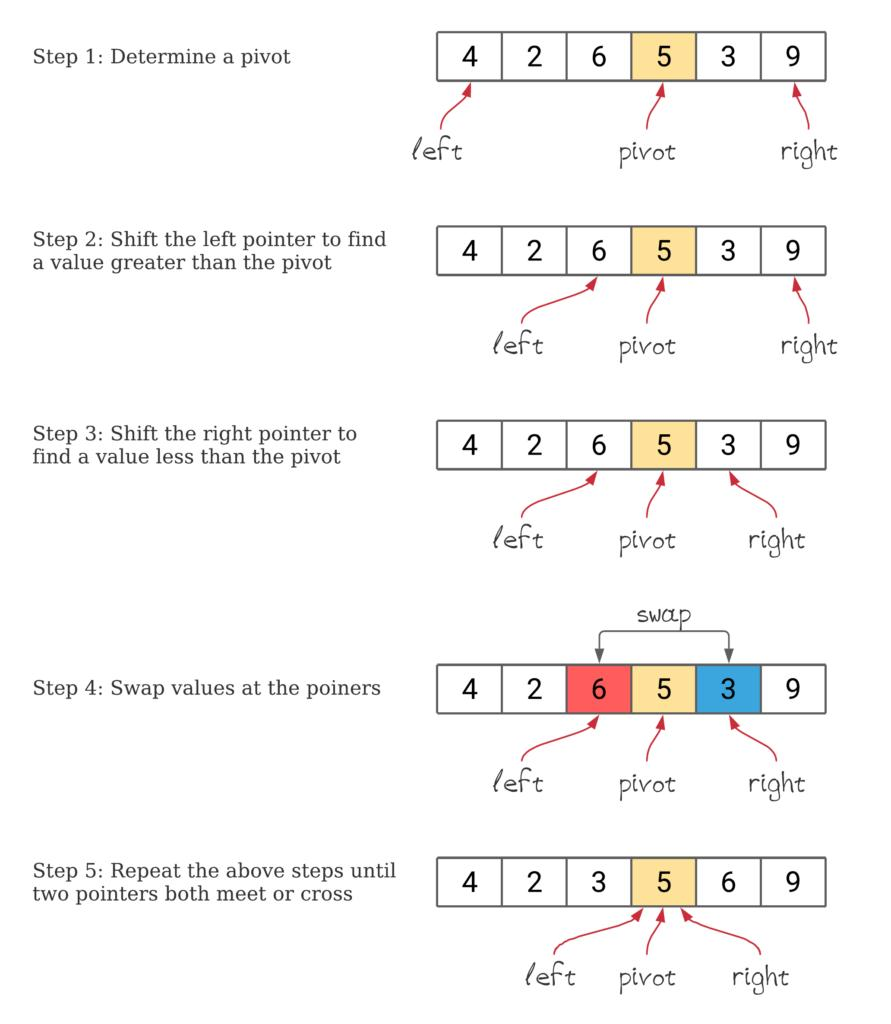 Step 1: Determine a pivot
4 2 6 5 3 9
left pivot right
Step 2: Shift the left pointer to find
a value greater than the pivot
4 2 6 5 3 9
left pivot right
Step 3: Shift the right pointer to
find a value less than the pivot
4 2 6 5 3 9
left pivot right
swap
Step 4: Swap values at the poiners
4 2 6 5 3 9
left pivot right
Step 5: Repeat the above steps until
two pointers both meet or cross
4 2 3 5 6 9
left pivot right